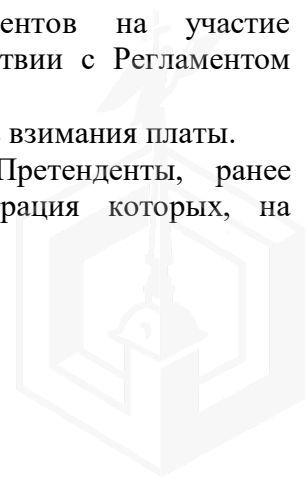 ентов на участие
твии с Регламентом
взимания платы.
Претенденты, ранее
рация которых, на